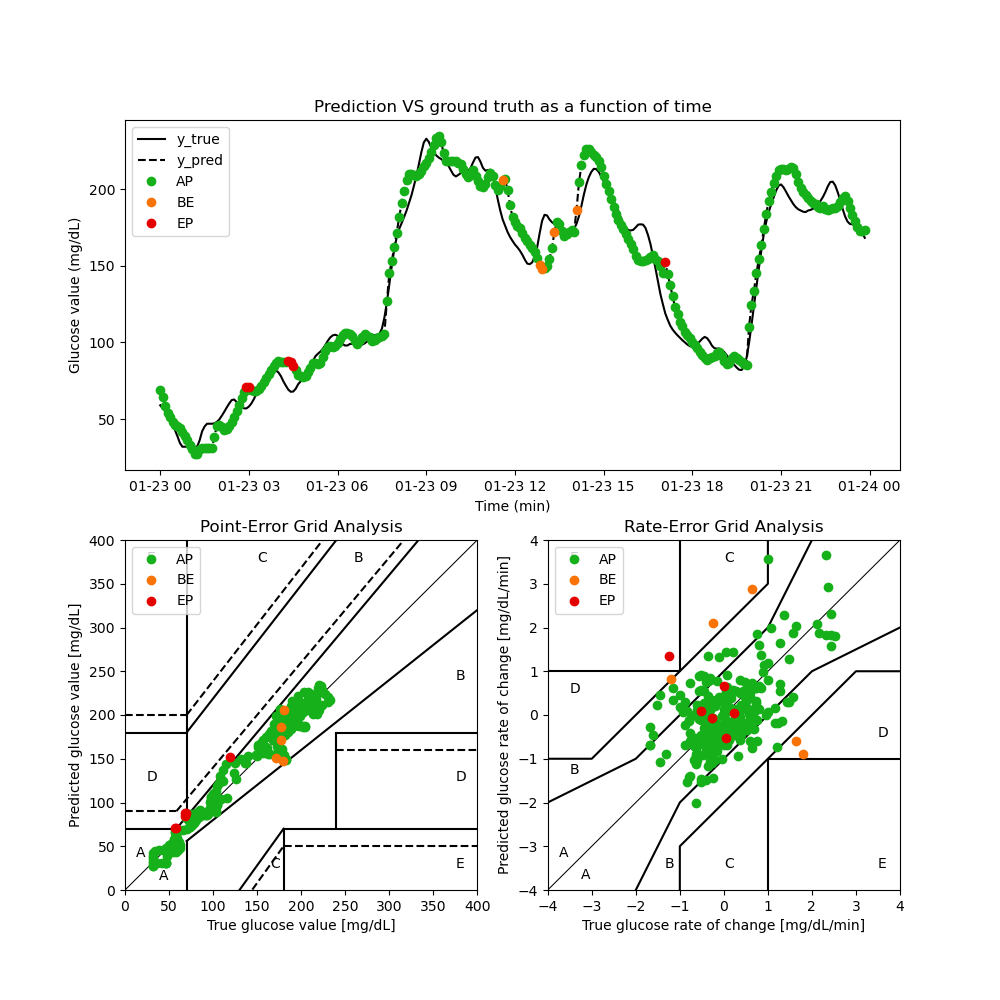 Prediction VS ground truth as a function of time
y_true
y_pred
AP
BE
EP
Glucose value (mg/dL)
200
150
100
50
01-23 00 01-23 03 01-23 06 01-23 09 01-23 12 01-23 15 01-23 18 01-23 21 01-24 00
Time (min)
Point-Error Grid Analysis
AP
BE
EP
C B
B
D D
A
A
C E
Predicted glucose value [mg/dL]
400
350
300
250
200
150
100
50
0
0 50 100 150 200 250 300 350 400
True glucose value [mg/dL]
Rate-Error Grid Analysis
AP
BE
EP
C
D
D
B
A
A
B C E
Predicted glucose rate of change [mg/dL/min]
4
3
2
1
0
−1
−2
−3
−4
−4 −3 −2 −1 0 1 2 3 4
True glucose rate of change [mg/dL/min]